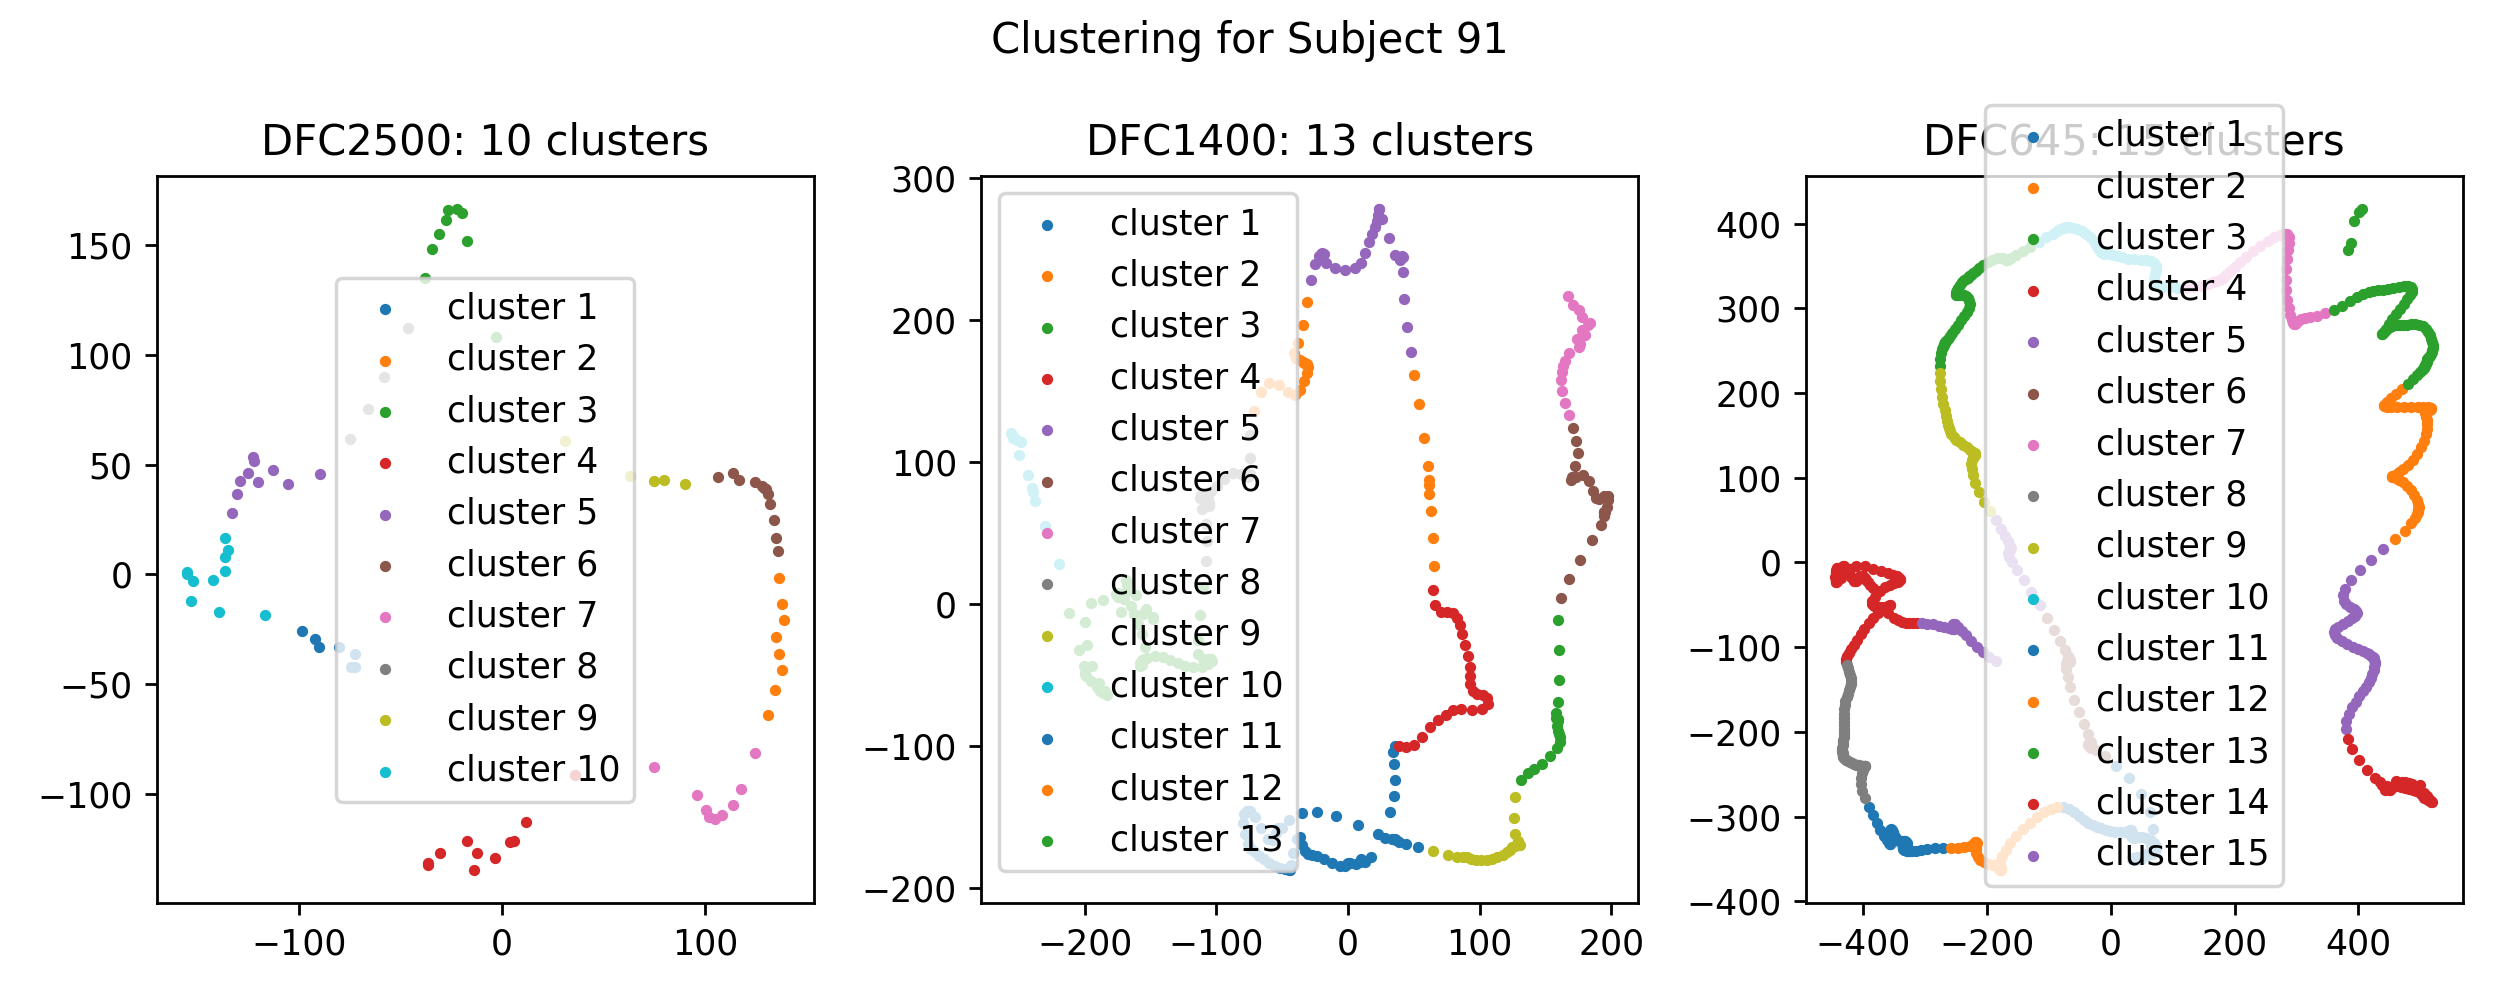 Clustering for Subject 91
DFC2500: 10 clusters
150
100
50
0
−50
−100
−100
0
100
cluster 1
cluster 2
cluster 3
cluster 4
cluster 5
cluster 6
cluster 7
cluster 8
cluster 9
cluster 10
DFC1400: 13 clusters
300
200
100
0
−100
−200
−200
−100
0
100
200
cluster 1
cluster 2
cluster 3
cluster 4
cluster 5
cluster 6
cluster 7
cluster 8
cluster 9
cluster 10
cluster 11
cluster 12
cluster 13
DFC645: 15 clusters
400
300
200
100
0
−100
−200
−300
−400
−400
−200
0
200
400
cluster 1
cluster 2
cluster 3
cluster 4
cluster 5
cluster 6
cluster 7
cluster 8
cluster 9
cluster 10
cluster 11
cluster 12
cluster 13
cluster 14
cluster 15